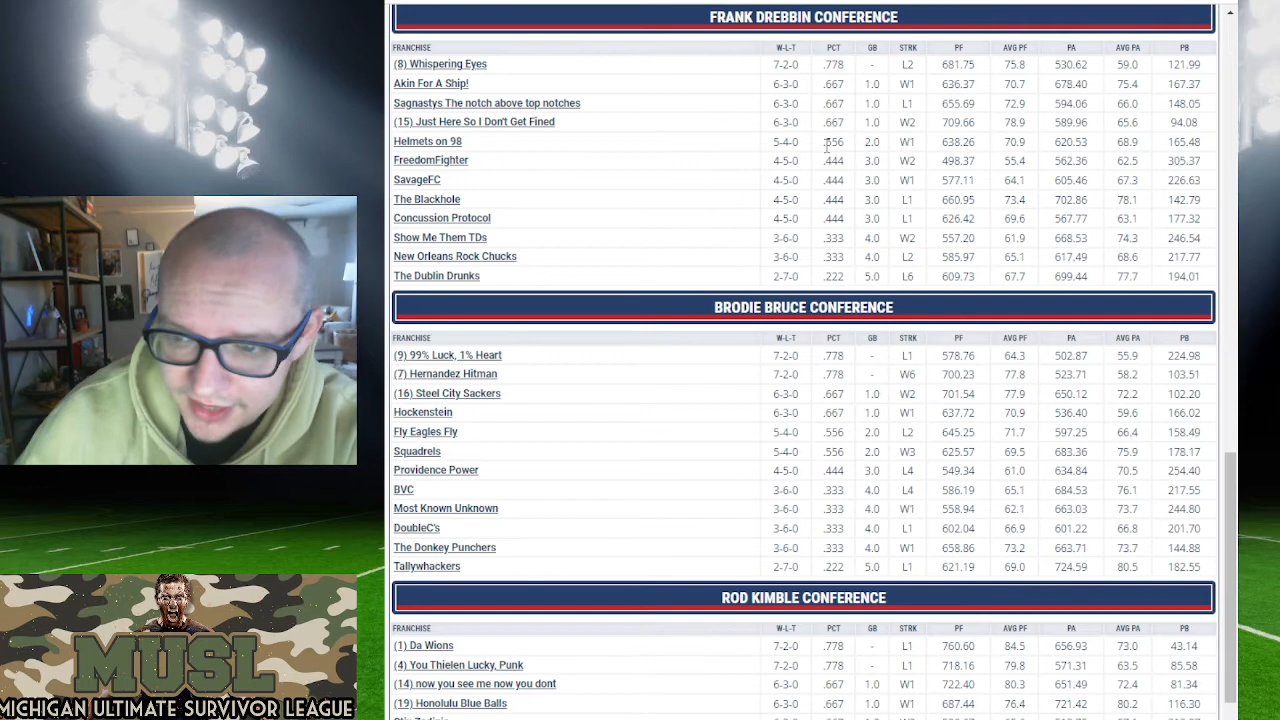 FRANK DREBBIN CONFERENCE
FRANCHISE W-L-T PCT GB STRK PF AVG PF PA AVG PA PB
(8) Whispering Eyes 7-2-0 .778 - L2 681.75 75.8 530.62 59.0 121.99
Akin For A Ship! 6-3-0 .667 1.0 W1 636.37 70.7 678.40 75.4 167.37
Sagnastys The notch above top notches 6-3-0 .667 1.0 L1 655.69 72.9 594.06 66.0 148.05
(15) Just Here So I Don't Get Fined 6-3-0 .667 1.0 W2 709.66 78.9 589.96 65.6 94.08
Helmets on 98 5-4-0 .556 2.0 W1 638.26 70.9 620.53 68.9 165.48
FreedomFighter 4-5-0 .444 3.0 W2 498.37 55.4 562.36 62.5 305.37
SavageFC 4-5-0 .444 3.0 W1 577.11 64.1 605.46 67.3 226.63
The Blackhole 4-5-0 .444 3.0 L1 660.95 73.4 702.86 78.1 142.79
Concussion Protocol 4-5-0 .444 3.0 L1 626.42 69.6 567.77 63.1 177.32
Show Me Them TDs 3-6-0 .333 4.0 W2 557.20 61.9 668.53 74.3 246.54
New Orleans Rock Chucks 3-6-0 .333 4.0 L2 585.97 65.1 617.49 68.6 217.77
The Dublin Drunks 2-7-0 .222 5.0 L6 609.73 67.7 699.44 77.7 194.01
BRODIE BRUCE CONFERENCE
FRANCHISE W-L-T PCT GB STRK PF AVG PF PA AVG PA PB
(9) 99% Luck, 1% Heart 7-2-0 .778 - L1 578.76 64.3 502.87 55.9 224.98
(7) Hernandez Hitman 7-2-0 .778 - W6 700.23 77.8 523.71 58.2 103.51
(16) Steel City Sackers 6-3-0 .667 1.0 W2 701.54 77.9 650.12 72.2 102.20
Hockenstein 6-3-0 .667 1.0 W1 637.72 70.9 536.40 59.6 166.02
Fly Eagles Fly 5-4-0 .556 2.0 L2 645.25 71.7 597.25 66.4 158.49
Squadrels 5-4-0 .556 2.0 W3 625.57 69.5 683.36 75.9 178.17
Providence Power 4-5-0 .444 3.0 L4 549.34 61.0 634.84 70.5 254.40
BVC 3-6-0 .333 4.0 L4 586.19 65.1 684.53 76.1 217.55
Most Known Unknown 3-6-0 .333 4.0 W1 558.94 62.1 663.03 73.7 244.80
DoubleC's 3-6-0 .333 4.0 L1 602.04 66.9 601.22 66.8 201.70
The Donkey Punchers 3-6-0 .333 4.0 W1 658.86 73.2 663.71 73.7 144.88
Tallywhackers 2-7-0 .222 5.0 L1 621.19 69.0 724.59 80.5 182.55
ROD KIMBLE CONFERENCE
FRANCHISE W-L-T PCT GB STRK PF AVG PF PA AVG PA PB
(1) Da Wions 7-2-0 .778 - L1 760.60 84.5 656.93 73.0 43.14
(4) You Thielen Lucky, Punk 7-2-0 .778 - L1 718.16 79.8 571.31 63.5 85.58
(14) now you see me now you dont 6-3-0 .667 1.0 W1 722.40 80.3 651.49 72.4 81.34
(19) Honolulu Blue Balls 6-3-0 .667 1.0 W1 687.44 76.4 721.42 80.2 116.30
MUSL
MICHIGAN ULTIMATE SURVIVOR LEAGUE